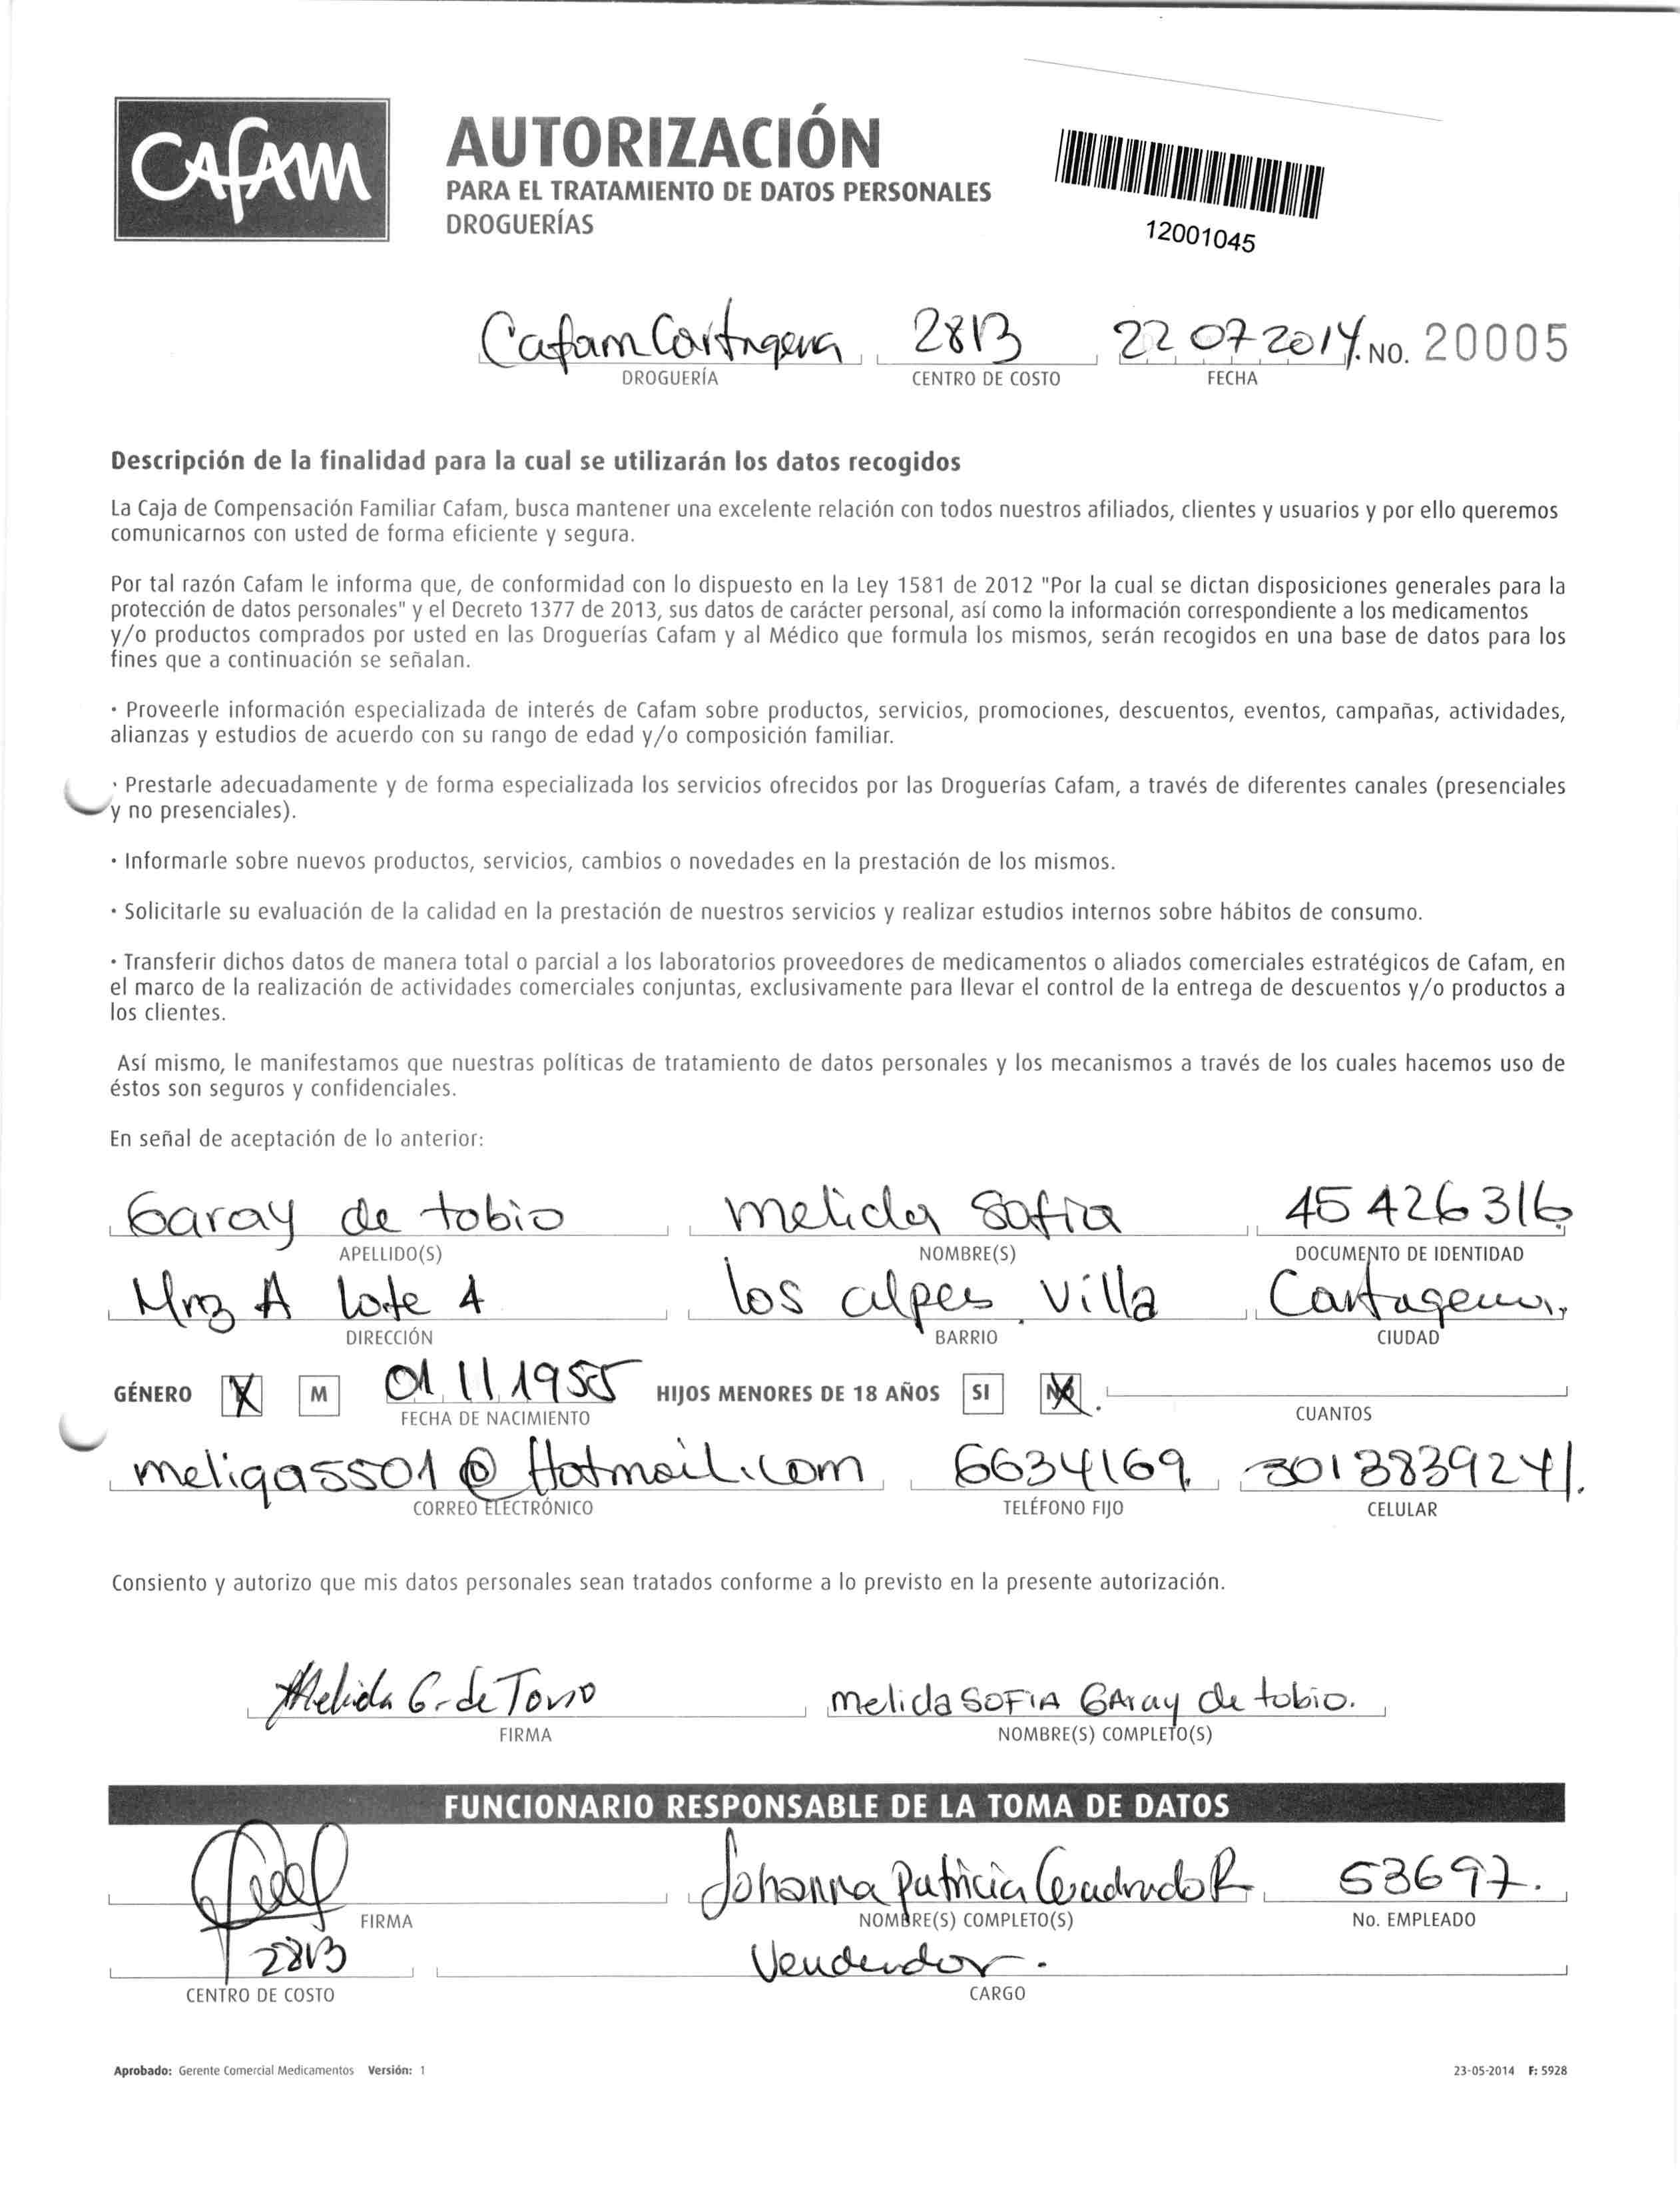 CAFAM
AUTORIZACIÓN
PARA EL TRATAMIENTO DE DATOS PERSONALES
DROGUERÍAS
12001045
Cafam Cartagena 2813 22 07 2014. NO. 20005
DROGUERÍA CENTRO DE COSTO FECHA
Descripción de la finalidad para la cual se utilizarán los datos recogidos
La Caja de Compensación Familiar Cafam, busca mantener una excelente relación con todos nuestros afiliados, clientes y usuarios y por ello queremos
comunicarnos con usted de forma eficiente y segura.
Por tal razón Cafam le informa que, de conformidad con lo dispuesto en la Ley 1581 de 2012 "Por la cual se dictan disposiciones generales para la
protección de datos personales" y el Decreto 1377 de 2013, sus datos de carácter personal, así como la información correspondiente a los medicamentos
y/o productos comprados por usted en las Droguerías Cafam y al Médico que formula los mismos, serán recogidos en una base de datos para los
fines que a continuación se señalan.
· Proveerle información especializada de interés de Cafam sobre productos, servicios, promociones, descuentos, eventos, campañas, actividades,
alianzas y estudios de acuerdo con su rango de edad y/o composición familiar.
· Prestarle adecuadamente y de forma especializada los servicios ofrecidos por las Droguerías Cafam, a través de diferentes canales (presenciales
y no presenciales).
· Informarle sobre nuevos productos, servicios, cambios o novedades en la prestación de los mismos.
· Solicitarle su evaluación de la calidad en la prestación de nuestros servicios y realizar estudios internos sobre hábitos de consumo.
· Transferir dichos datos de manera total o parcial a los laboratorios proveedores de medicamentos o aliados comerciales estratégicos de Cafam, en
el marco de la realización de actividades comerciales conjuntas, exclusivamente para llevar el control de la entrega de descuentos y/o productos a
los clientes.
Así mismo, le manifestamos que nuestras políticas de tratamiento de datos personales y los mecanismos a través de los cuales hacemos uso de
éstos son seguros y confidenciales.
En señal de aceptación de lo anterior:
Garay de tobio melida Sofia 45 426 316
APELLIDO(S) NOMBRE(S) DOCUMENTO DE IDENTIDAD
Mnz A lote 4 los alpes villa Cartagena.
DIRECCIÓN BARRIO CIUDAD
GÉNERO X M 01 11 1955 HIJOS MENORES DE 18 AÑOS SI NO
FECHA DE NACIMIENTO CUANTOS
meliga5501@Hotmail.com 6634169. 3013839241.
CORREO ELECTRÓNICO TELÉFONO FIJO CELULAR
Consiento y autorizo que mis datos personales sean tratados conforme a lo previsto en la presente autorización.
Melida G. de Tovio melida SOFIA GAray de tobio.
FIRMA NOMBRE(S) COMPLETO(S)
FUNCIONARIO RESPONSABLE DE LA TOMA DE DATOS
Johanna patricia Cuadrado R 53697.
FIRMA NOMBRE(S) COMPLETO(S) No. EMPLEADO
2813 Vendedor.
CENTRO DE COSTO CARGO
Aprobado: Gerente Comercial Medicamentos Versión: 1 23-05-2014 F: 5928